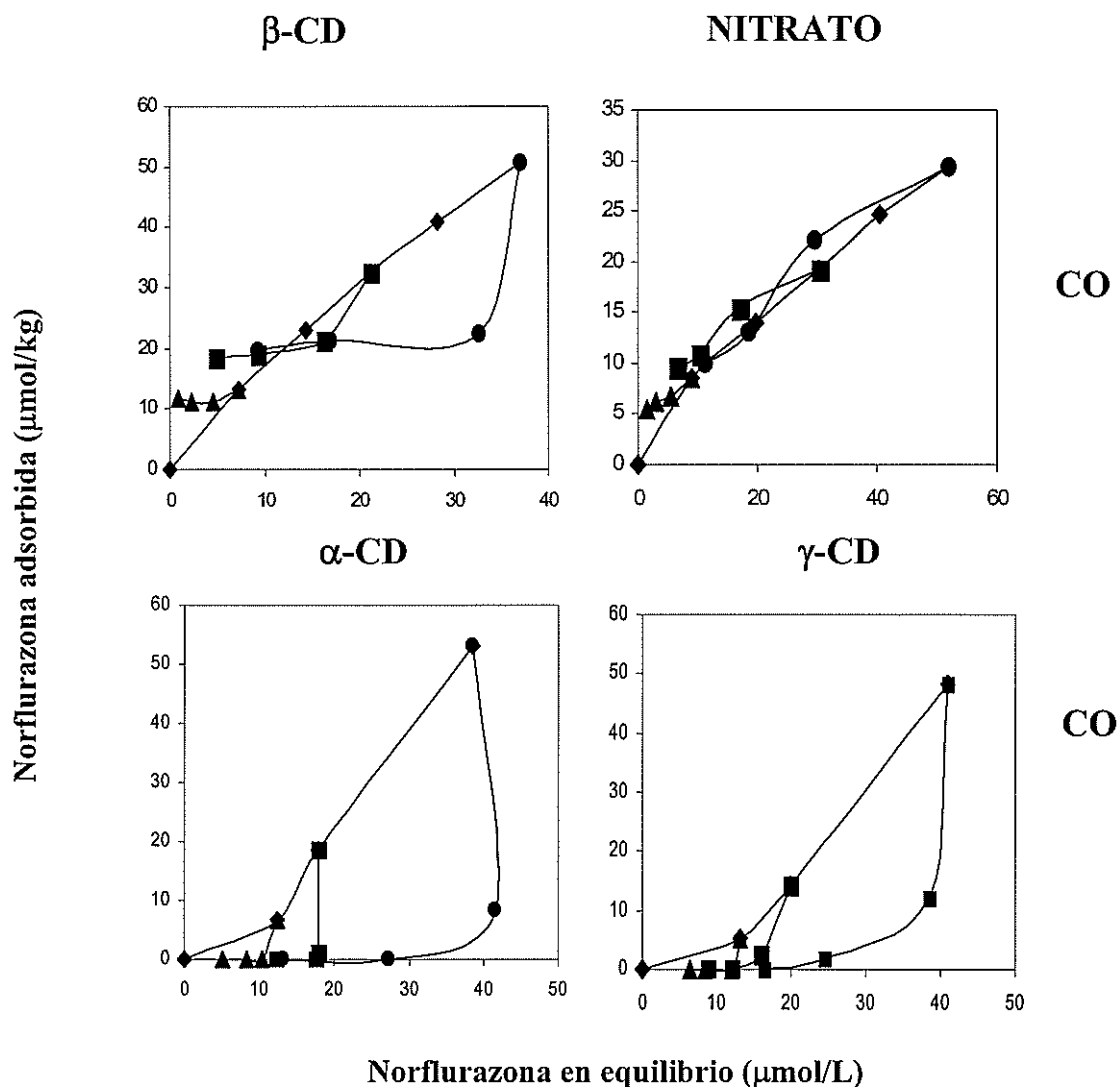 β-CD
NITRATO
60
50
40
30
20
10
0
0 10 20 30 40
35
30
25
20
15
10
5
0
0 20 40 60
CO
α-CD
γ-CD
60
50
40
30
20
10
0
0 10 20 30 40 50
60
50
40
30
20
10
0
0 10 20 30 40 50
CO
Norflurazona adsorbida (μmol/kg)
Norflurazona en equilibrio (μmol/L)